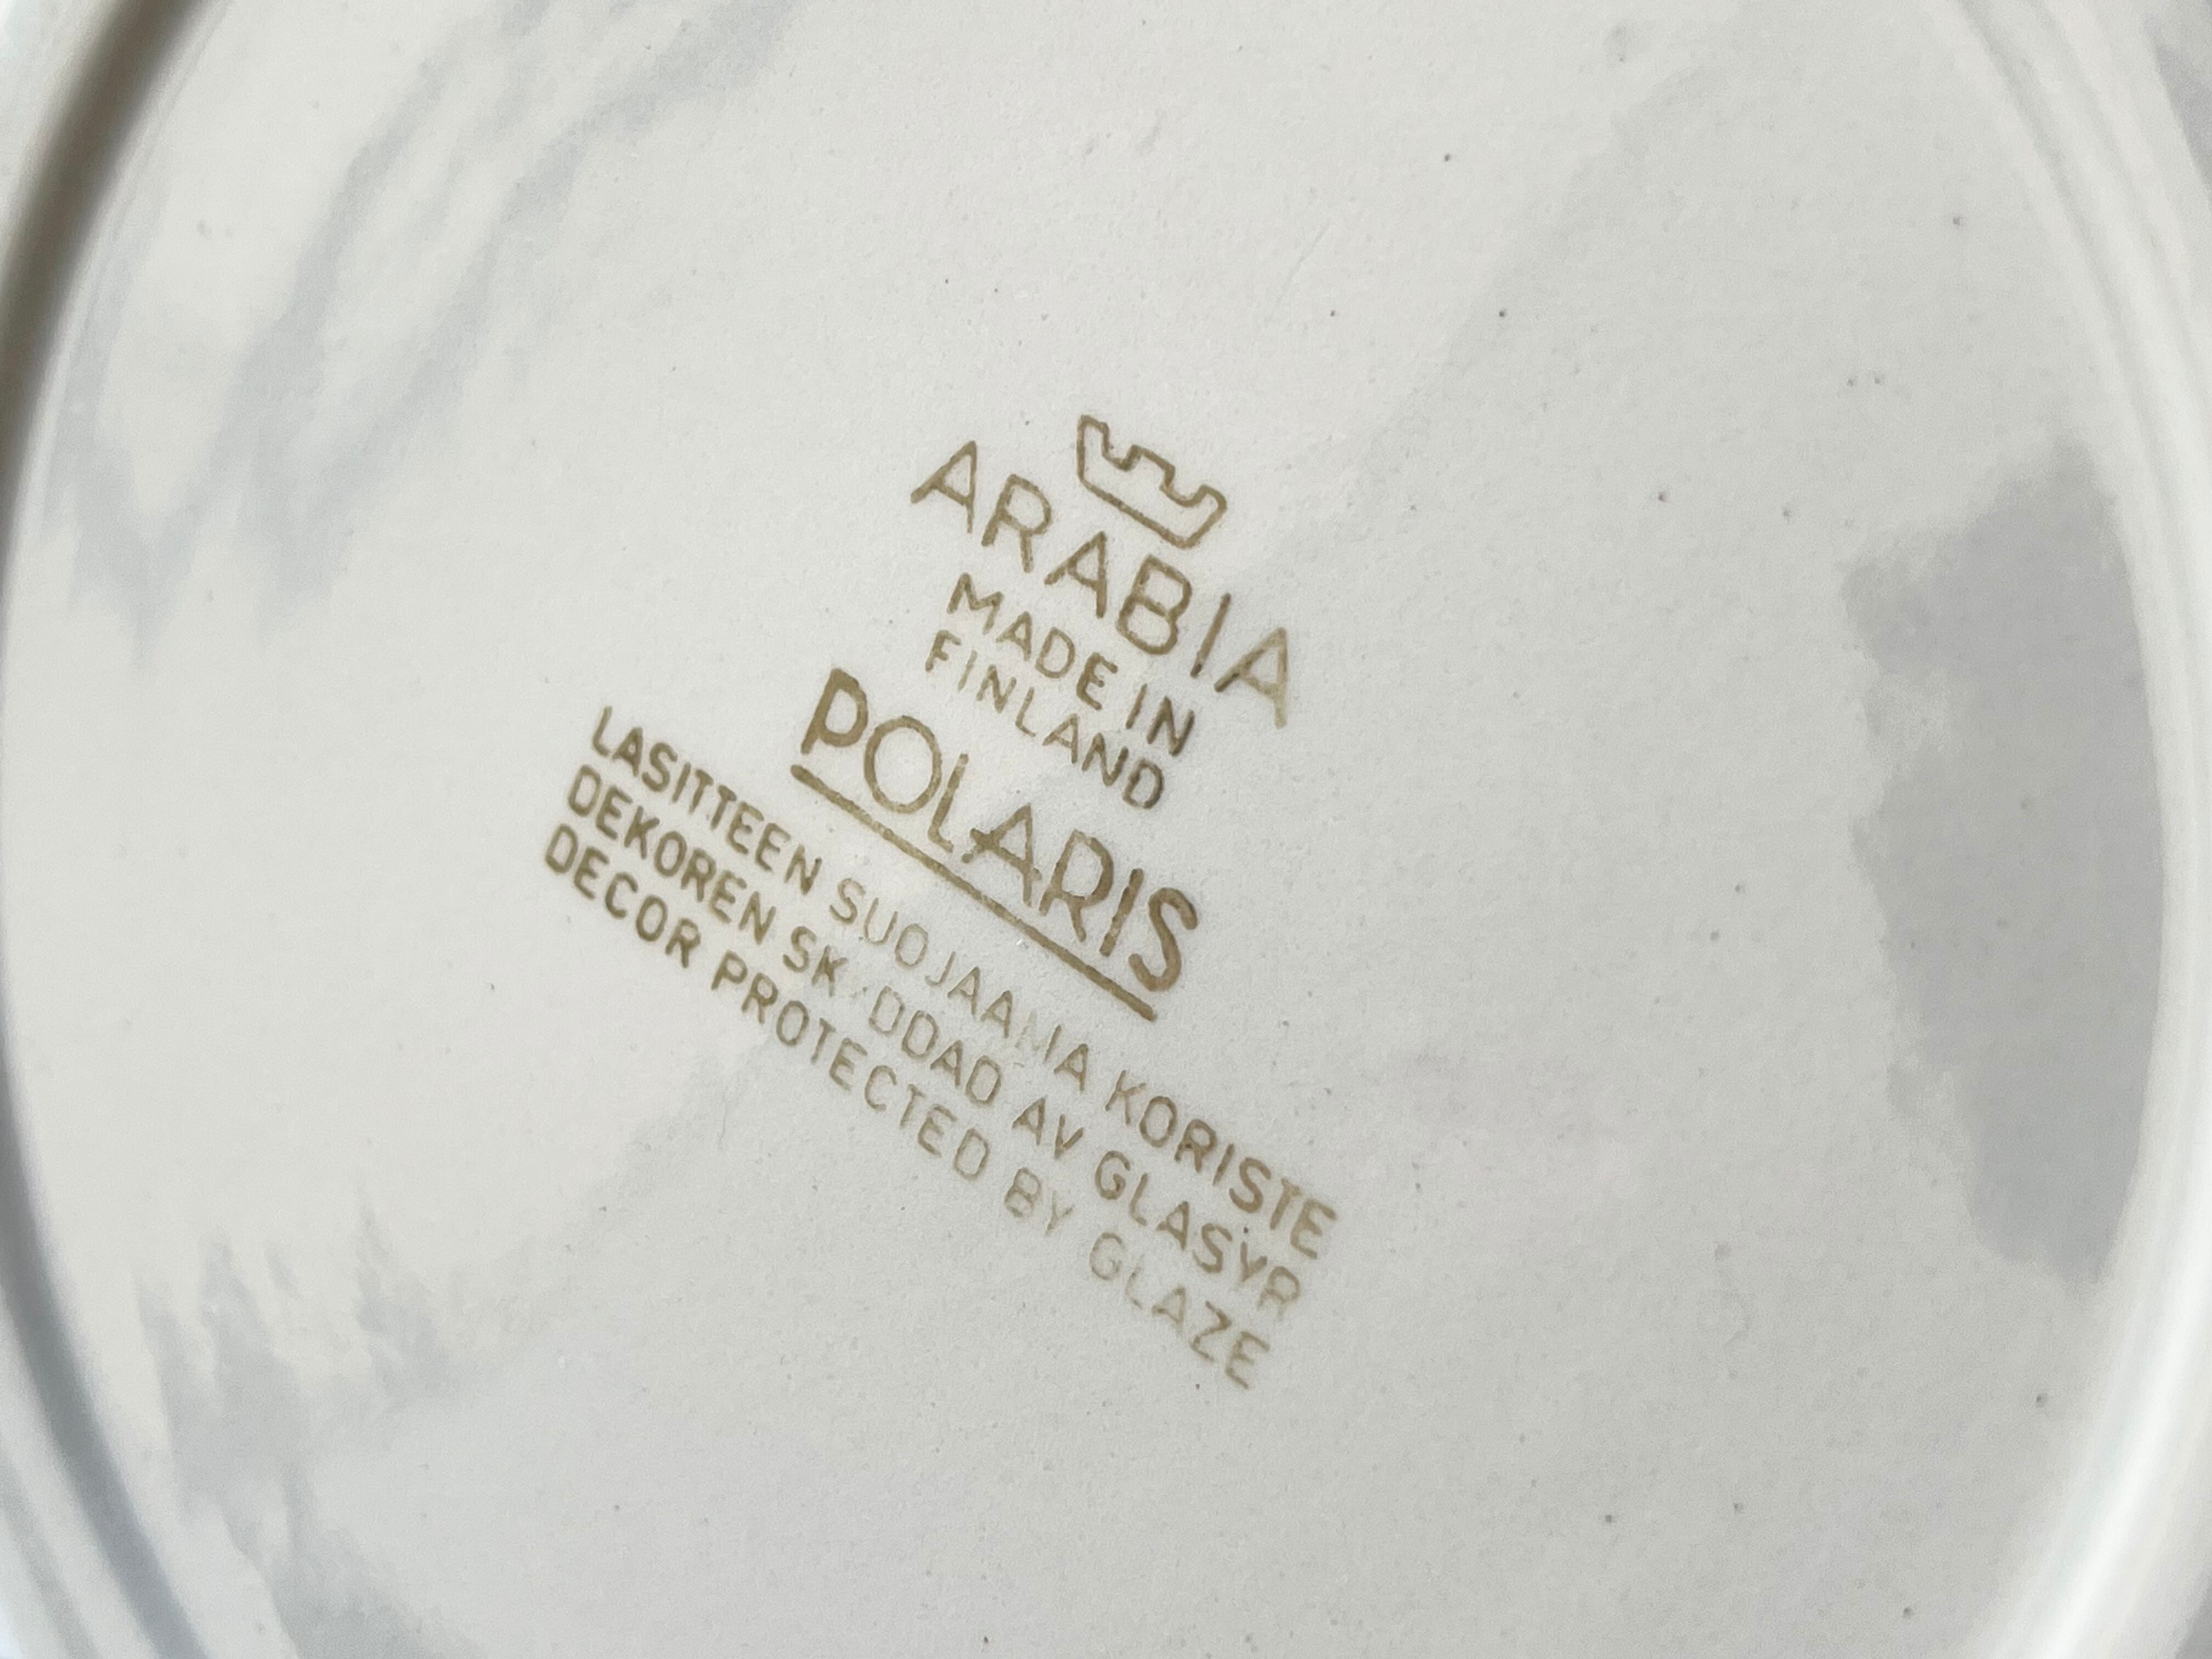 ARABIA
MADE IN
FINLAND
POLARIS
LASITTEEN SUOJAAMA KORISTE
DEKOREN SKYDDAD AV GLASYR
DECOR PROTECTED BY GLAZE